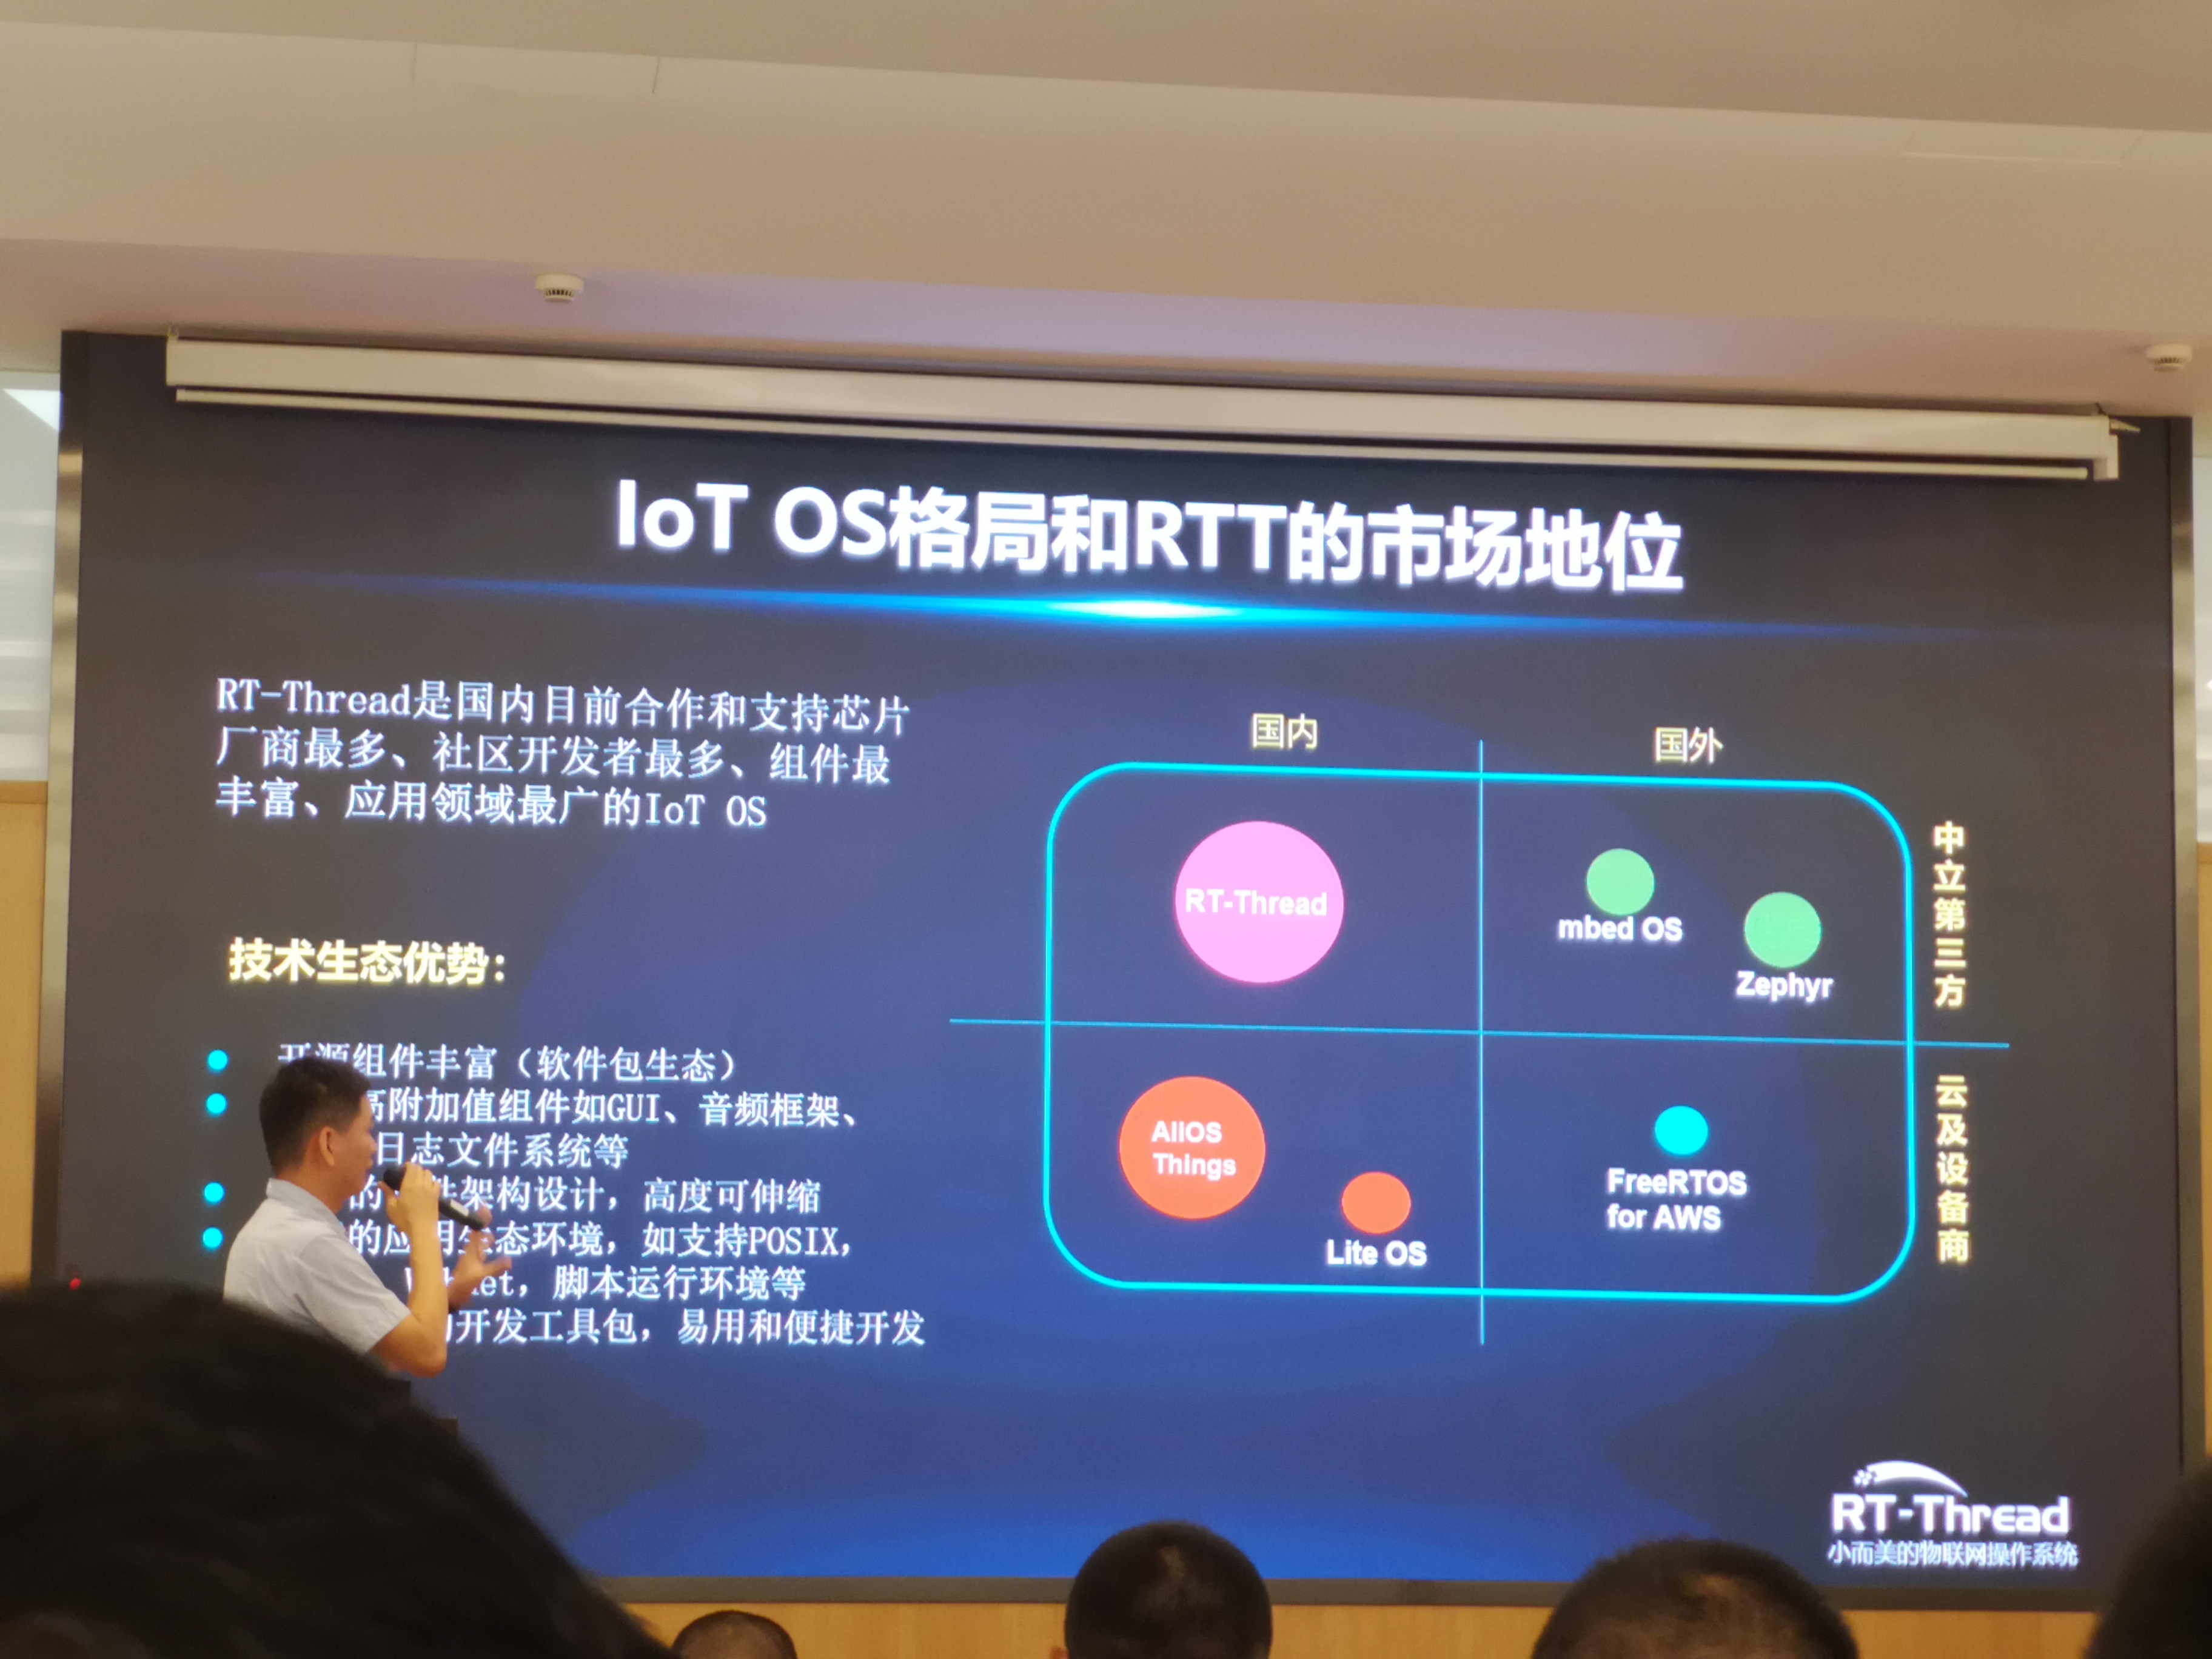 IoT OS格局和RTT的市场地位
RT-Thread是国内目前合作和支持芯片
厂商最多、社区开发者最多、组件最
丰富、应用领域最广的IoT OS
技术生态优势：
开源组件丰富（软件包生态）
高附加值组件如GUI、音频框架、
日志文件系统等
的 件架构设计，高度可伸缩
的应用生态环境，如支持POSIX，
，脚本运行环境等
开发工具包，易用和便捷开发
国内
国外
RT-Thread
mbed OS
Zephyr
中立第三方
AliOS
Things
Lite OS
FreeRTOS
for AWS
云及设备商
RT-Thread
小而美的物联网操作系统